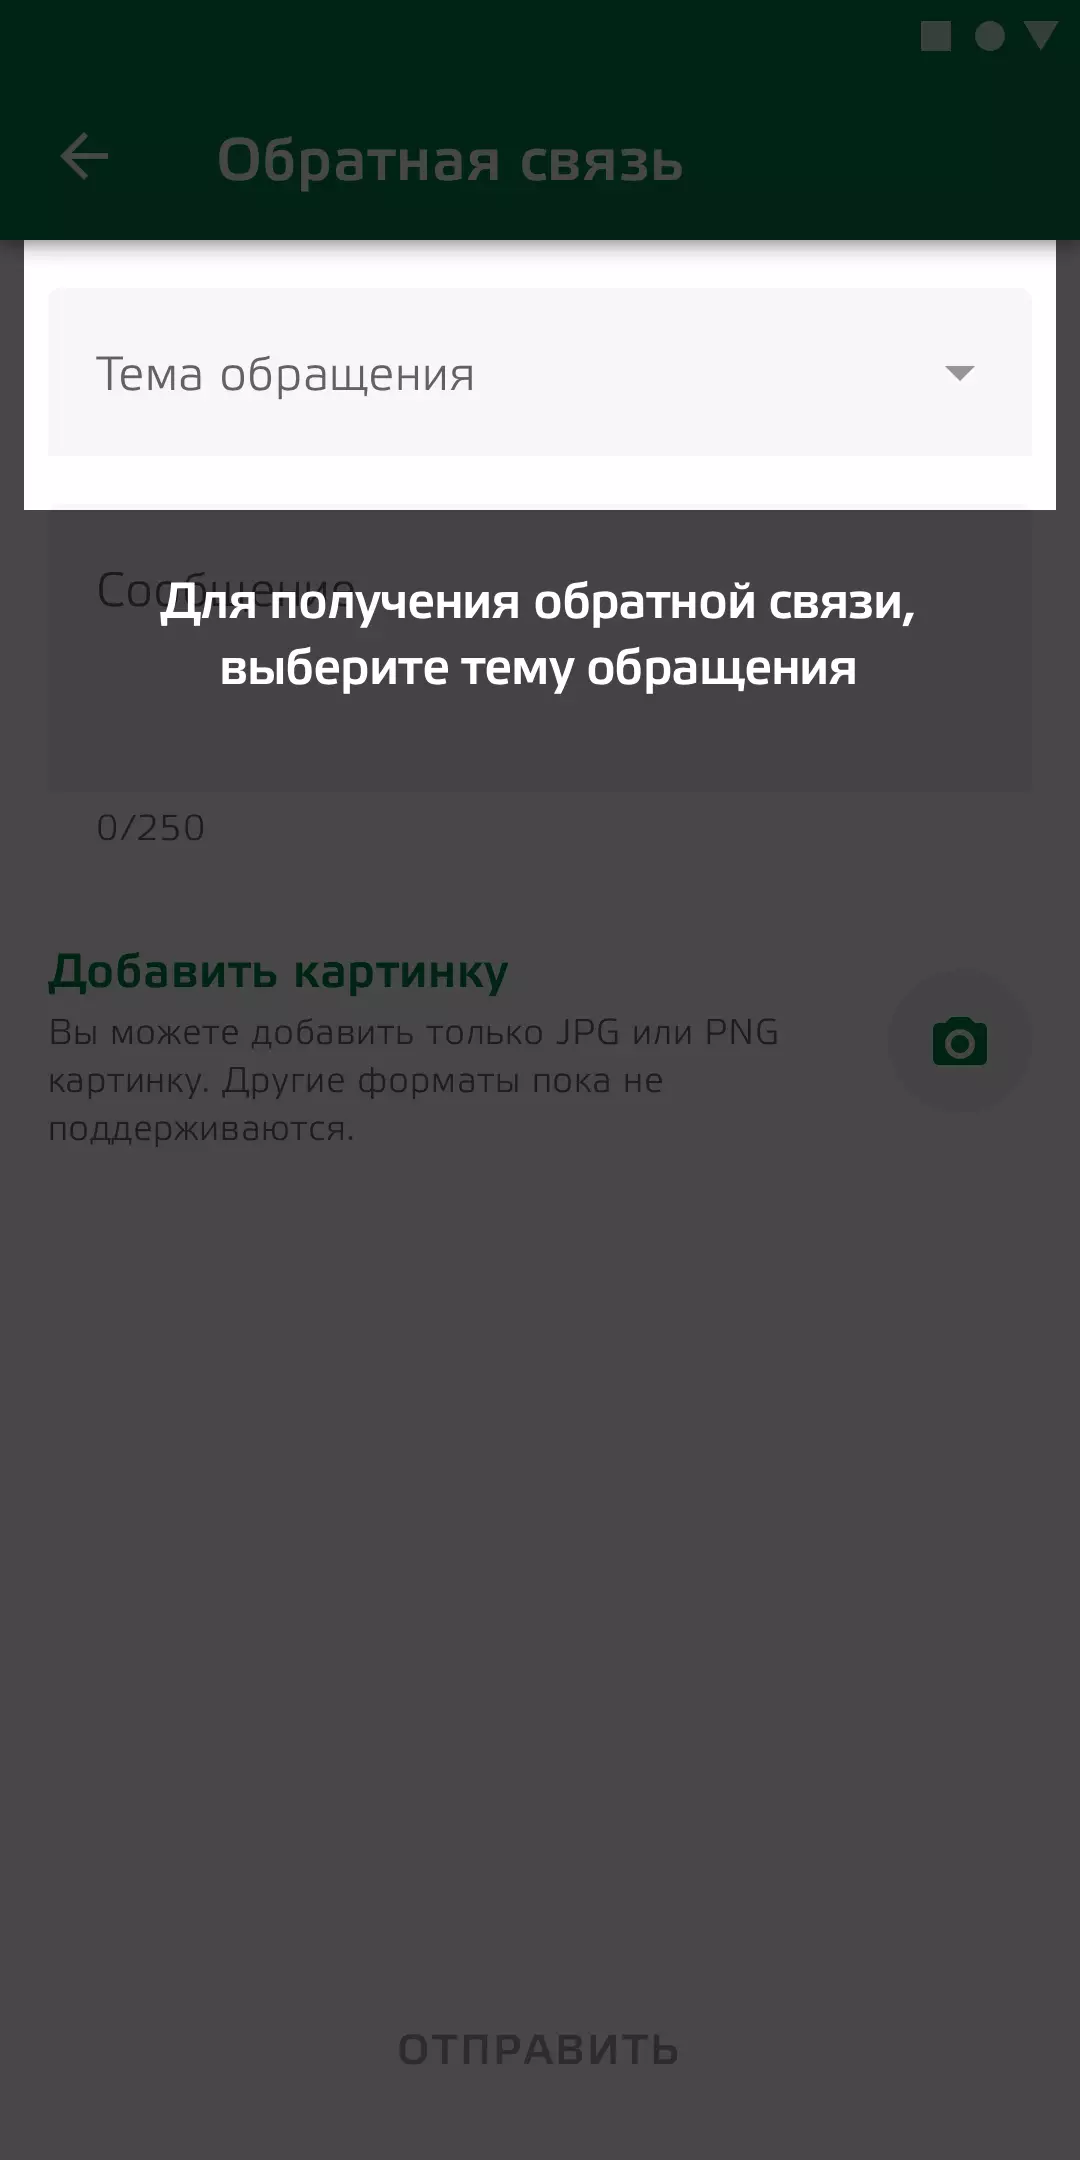 Обратная связь
Тема обращения
Сообщение
Для получения обратной связи,
выберите тему обращения
0/250
Добавить картинку
Вы можете добавить только JPG или PNG
картинку. Другие форматы пока не
поддерживаются.
ОТПРАВИТЬ